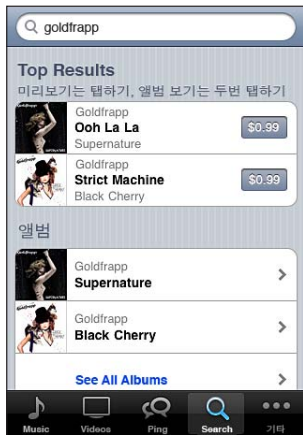 goldfrapp
Top Results
미리보기는 탭하기, 앨범 보기는 두번 탭하기
Goldfrapp
Ooh La La
Supernature
$0.99
Goldfrapp
Strict Machine
Black Cherry
$0.99
앨범
Goldfrapp
Supernature
Goldfrapp
Black Cherry
See All Albums
Music
Videos
Ping
Search
기타